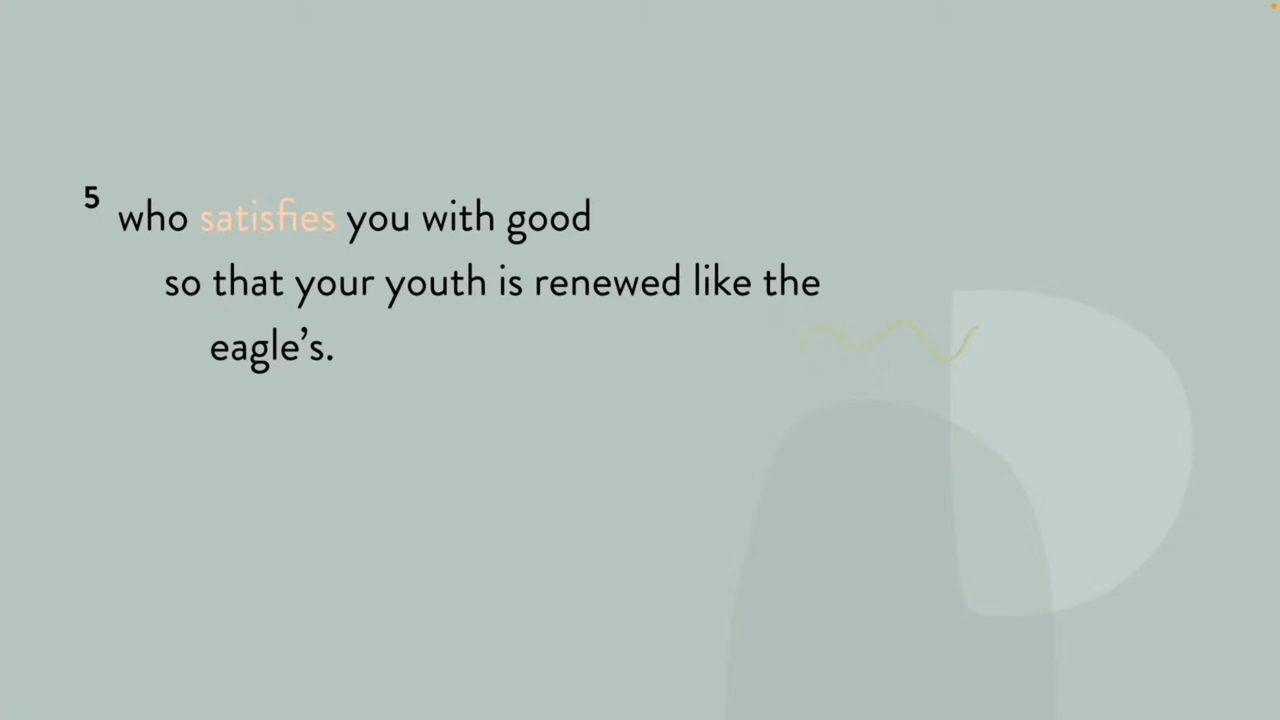 5 who satisfies you with good
so that your youth is renewed like the
eagle’s.